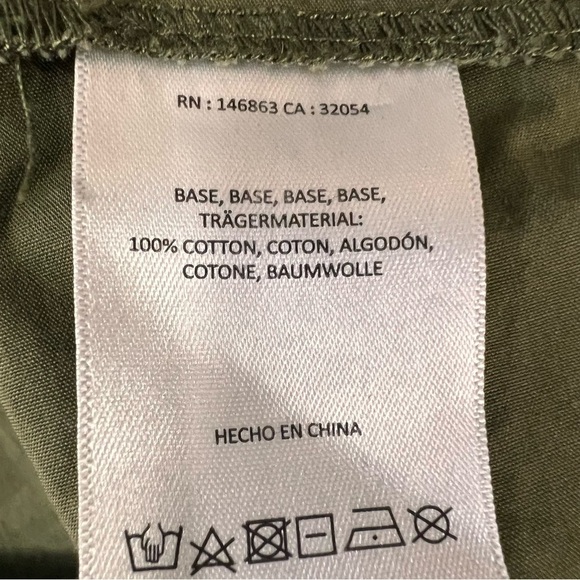 RN : 146863 CA : 32054
BASE, BASE, BASE, BASE,
TRÄGERMATERIAL:
100% COTTON, COTON, ALGODÓN,
COTONE, BAUMWOLLE
HECHO EN CHINA